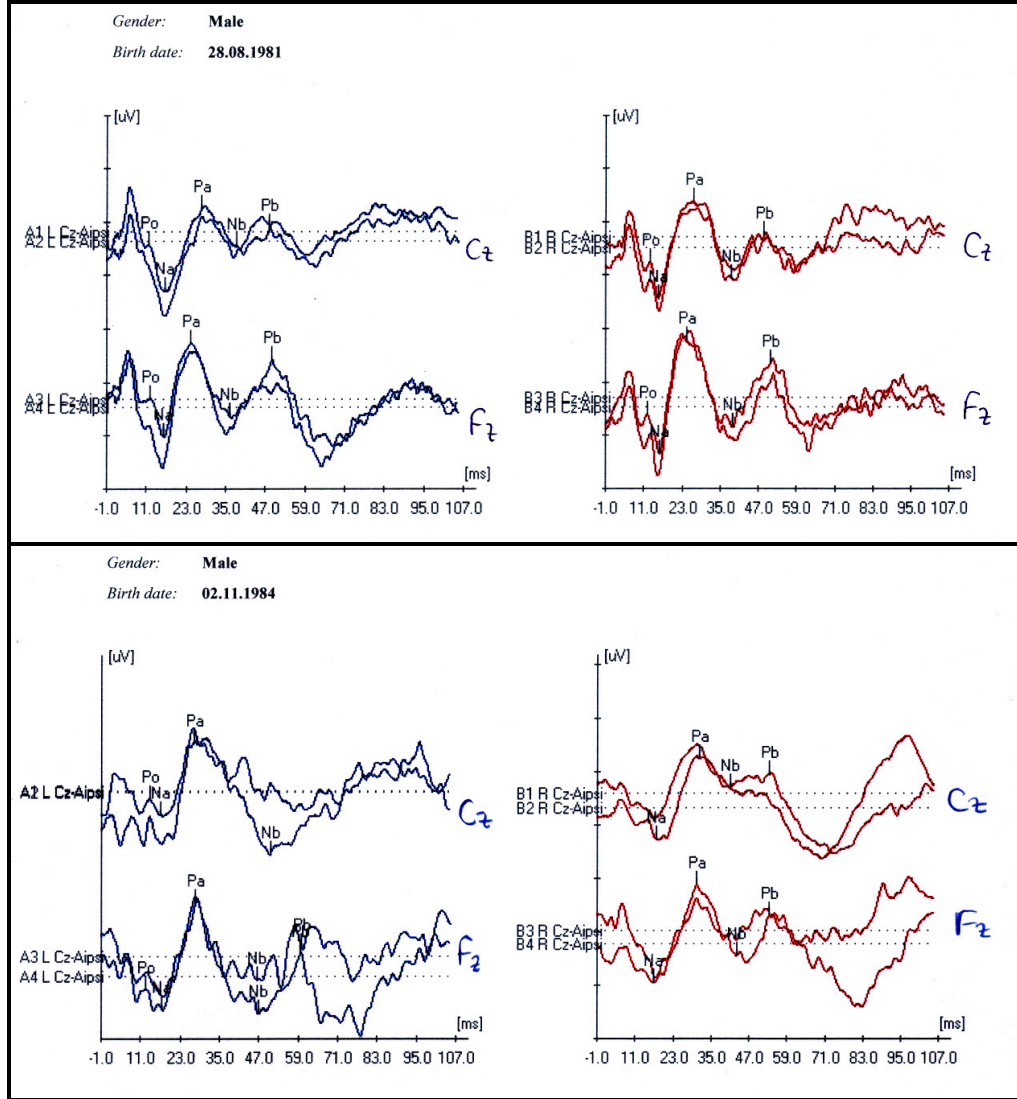 Gender: Male
Birth date: 28.08.1981
[uV] [uV]
Pa Pa
Po Nb Pb Pb
A1 L Cz-Aipsi B1 R Cz-Aipsi Po
A2 L Cz-Aipsi Cz B2 R Cz-Aipsi Nb Cz
Na Na
Pa Pb Pa Pb
Po Nb
A3 L Cz-Aipsi B3 R Cz-Aipsi Po Nb
A4 L Cz-Aipsi Na Fz B4 R Cz-Aipsi Na Fz
[ms] [ms]
-1.0 11.0 23.0 35.0 47.0 59.0 71.0 83.0 95.0 107.0 -1.0 11.0 23.0 35.0 47.0 59.0 71.0 83.0 95.0 107.0
Gender: Male
Birth date: 02.11.1984
[uV] [uV]
Pa Pa
Po Na Nb Pb
L Cz-Aipsi Cz B1 R Cz-Aipsi Cz
B2 R Cz-Aipsi
Nb Na
Pa Pa Pb
Pb
A3 L Cz-Aipsi Nb Fz B3 R Cz-Aipsi Nb Fz
A4 L Cz-Aipsi Po B4 R Cz-Aipsi
Na Nb Na
[ms] [ms]
-1.0 11.0 23.0 35.0 47.0 59.0 71.0 83.0 95.0 107.0 -1.0 11.0 23.0 35.0 47.0 59.0 71.0 83.0 95.0 107.0